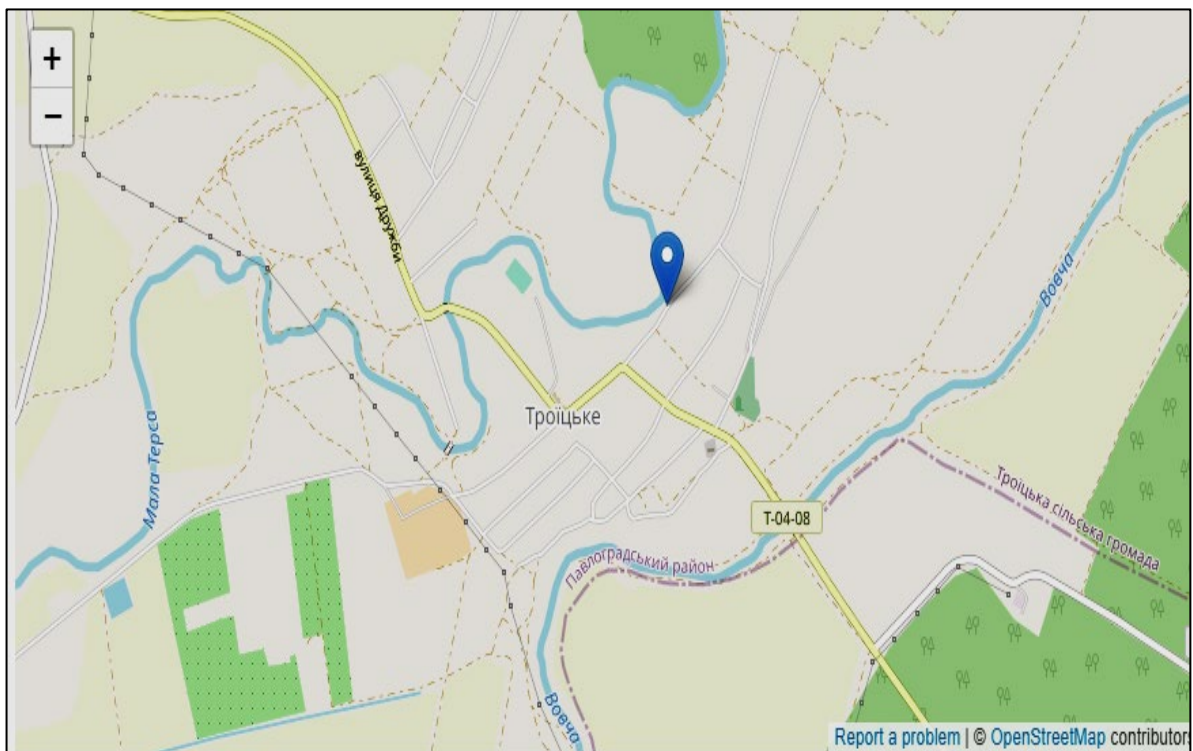 +
−
вулиця Дружби
Вовча
Мала Терса
Троїцьке
Т-04-08
Троїцька сільська громада
Павлоградський район
Вовча
Report a problem | © OpenStreetMap contributors